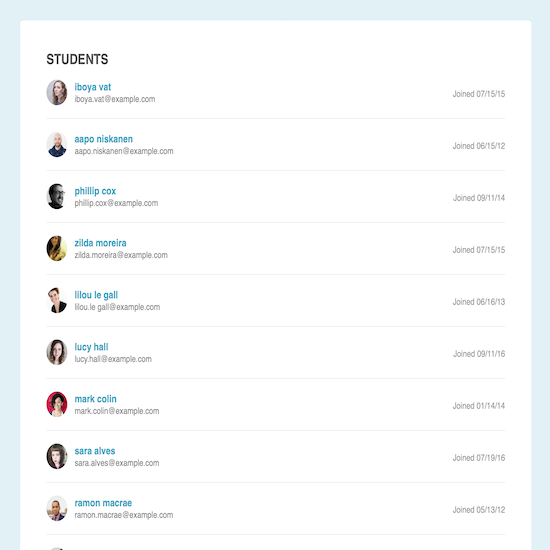 STUDENTS
iboya vat
iboya.vat@example.com
Joined 07/15/15
aapo niskanen
aapo.niskanen@example.com
Joined 06/15/12
phillip cox
phillip.cox@example.com
Joined 09/11/14
zilda moreira
zilda.moreira@example.com
Joined 07/15/15
lilou le gall
lilou.le gall@example.com
Joined 06/16/13
lucy hall
lucy.hall@example.com
Joined 09/11/16
mark colin
mark.colin@example.com
Joined 01/14/14
sara alves
sara.alves@example.com
Joined 07/19/16
ramon macrae
ramon.macrae@example.com
Joined 05/13/12